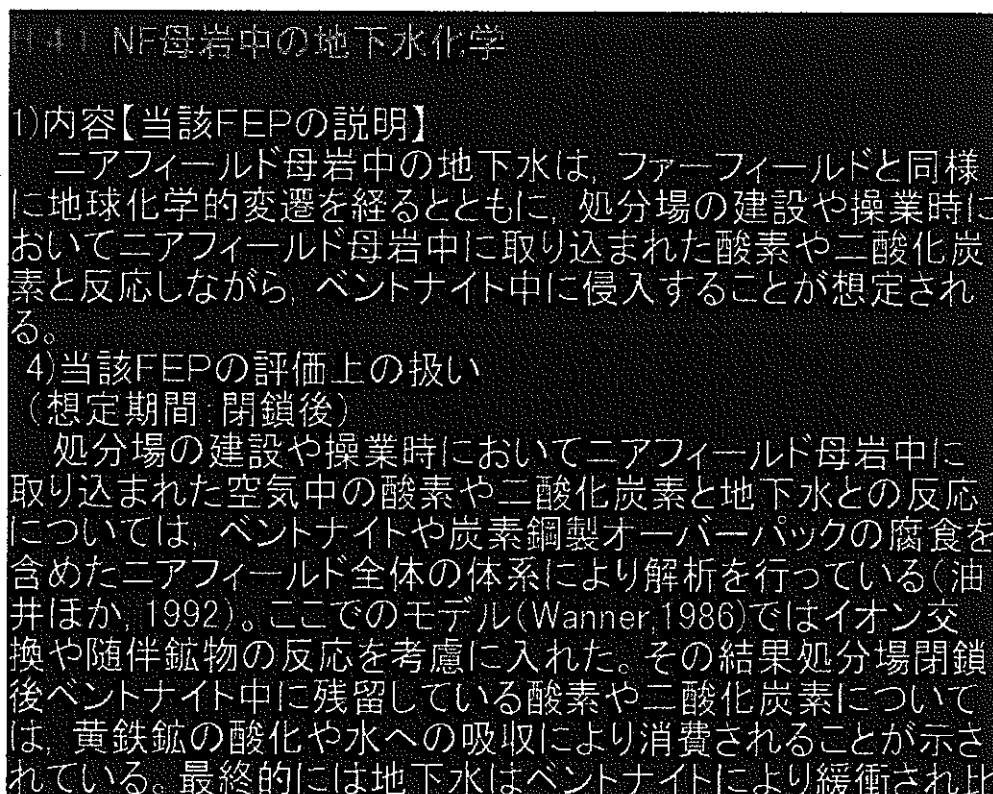 H 4.1 NF母岩中の地下水化学
1)内容【当該FEPの説明】
ニアフィールド母岩中の地下水は, ファーフィールドと同様
に地球化学的変遷を経るとともに, 処分場の建設や操業時に
おいてニアフィールド母岩中に取り込まれた酸素や二酸化炭
素と反応しながら, ベントナイト中に侵入することが想定され
る。
4)当該FEPの評価上の扱い
(想定期間:閉鎖後)
処分場の建設や操業時においてニアフィールド母岩中に
取り込まれた空気中の酸素や二酸化炭素と地下水との反応
については, ベントナイトや炭素鋼製オーバーパックの腐食を
含めたニアフィールド全体の体系により解析を行っている(油
井ほか, 1992)。ここでのモデル(Wanner,1986)ではイオン交
換や随伴鉱物の反応を考慮に入れた。その結果処分場閉鎖
後ベントナイト中に残留している酸素や二酸化炭素について
は, 黄鉄鉱の酸化や水への吸収により消費されることが示さ
れている。最終的には地下水はベントナイトにより緩衝され比